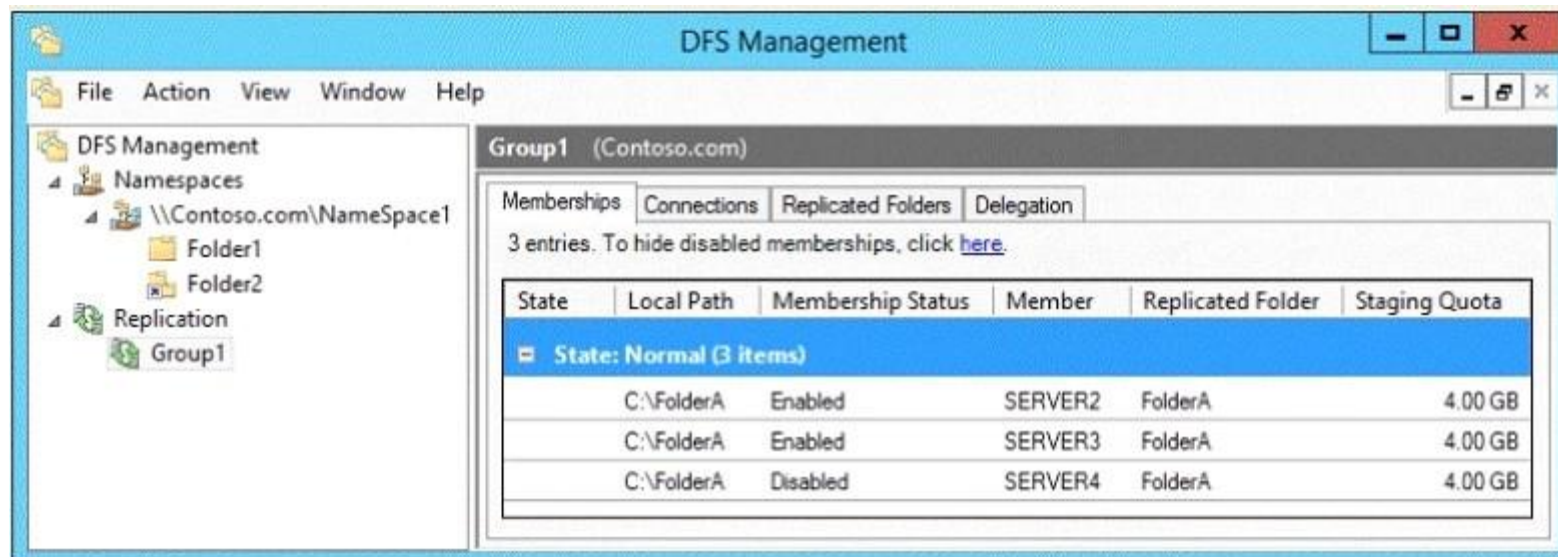 DFS Management
File Action View Window Help
DFS Management
Namespaces
\\Contoso.com\NameSpace1
Folder1
Folder2
Replication
Group1
Group1 (Contoso.com)
Memberships Connections Replicated Folders Delegation
3 entries. To hide disabled memberships, click here.
State Local Path Membership Status Member Replicated Folder Staging Quota
State: Normal (3 items)
C:\FolderA Enabled SERVER2 FolderA 4.00 GB
C:\FolderA Enabled SERVER3 FolderA 4.00 GB
C:\FolderA Disabled SERVER4 FolderA 4.00 GB